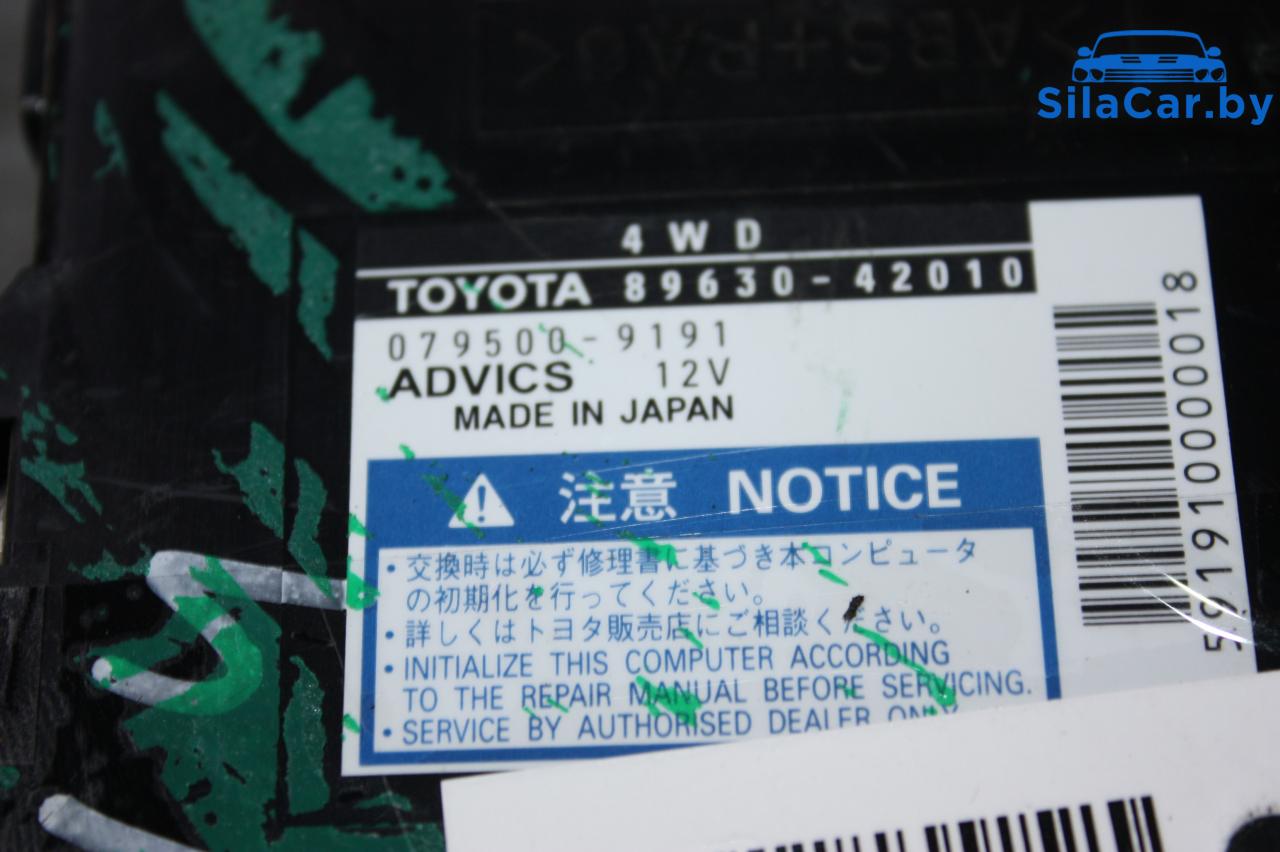 >ABS+PA6<
SilaCar.by
4WD
TOYOTA 89630-42010
079500-9191
ADVICS 12V
MADE IN JAPAN
注意 NOTICE
・交換時は必ず修理書に基づき本コンピュータ
の初期化を行ってください。
・詳しくはトヨタ販売店にご相談ください。
• INITIALIZE THIS COMPUTER ACCORDING
TO THE REPAIR MANUAL BEFORE SERVICING.
• SERVICE BY AUTHORISED DEALER ONLY
5919100000018